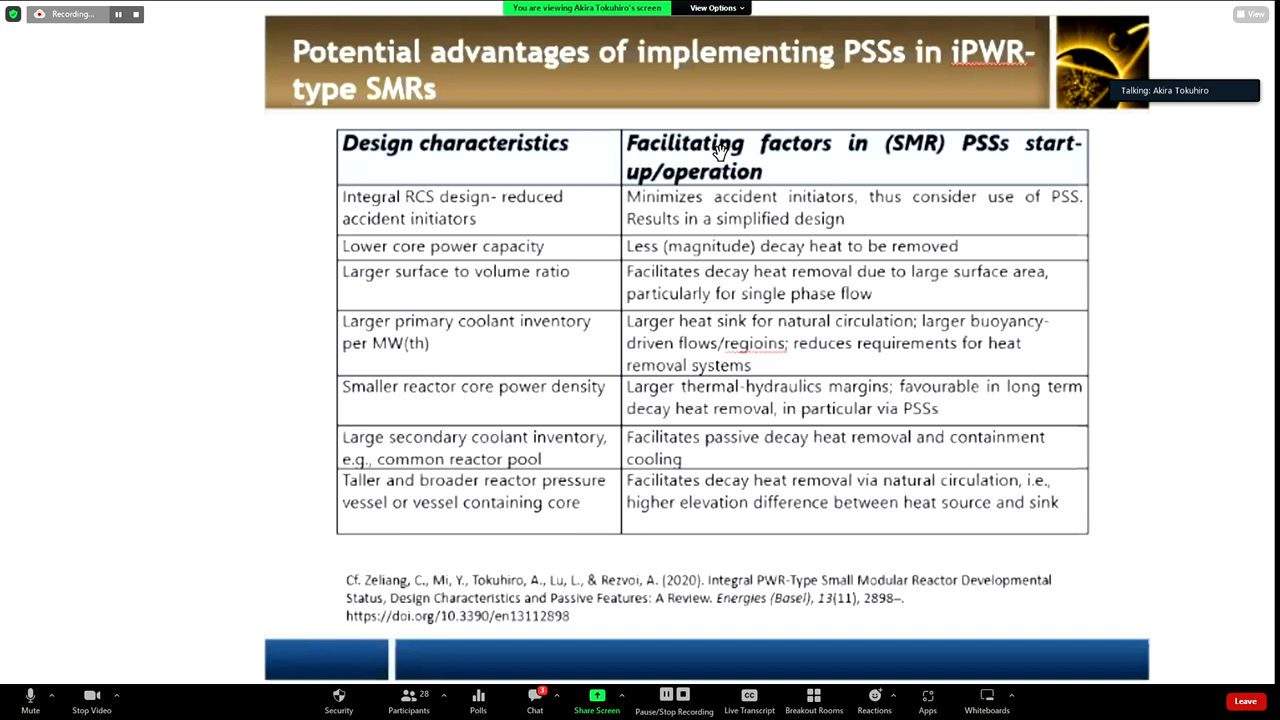 Recording...
You are viewing Akira Tokuhiro's screen
View Options
View
Potential advantages of implementing PSSs in iPWR-
type SMRs
Talking: Akira Tokuhiro
Design characteristics
Facilitating factors in (SMR) PSSs start-
up/operation
Integral RCS design- reduced
accident initiators
Minimizes accident initiators, thus consider use of PSS.
Results in a simplified design
Lower core power capacity
Less (magnitude) decay heat to be removed
Larger surface to volume ratio
Facilitates decay heat removal due to large surface area,
particularly for single phase flow
Larger primary coolant inventory
per MW(th)
Larger heat sink for natural circulation; larger buoyancy-
driven flows/regioins; reduces requirements for heat
removal systems
Smaller reactor core power density
Larger thermal-hydraulics margins; favourable in long term
decay heat removal, in particular via PSSs
Large secondary coolant inventory,
e.g., common reactor pool
Facilitates passive decay heat removal and containment
cooling
Taller and broader reactor pressure
vessel or vessel containing core
Facilitates decay heat removal via natural circulation, i.e.,
higher elevation difference between heat source and sink
Cf. Zeliang, C., Mi, Y., Tokuhiro, A., Lu, L., & Rezvoi, A. (2020). Integral PWR-Type Small Modular Reactor Developmental
Status, Design Characteristics and Passive Features: A Review. Energies (Basel), 13(11), 2898–.
https://doi.org/10.3390/en13112898
Mute
Stop Video
Security
Participants
28
Polls
Chat
3
Share Screen
Pause/Stop Recording
CC
Live Transcript
Breakout Rooms
Reactions
Apps
Whiteboards
Leave